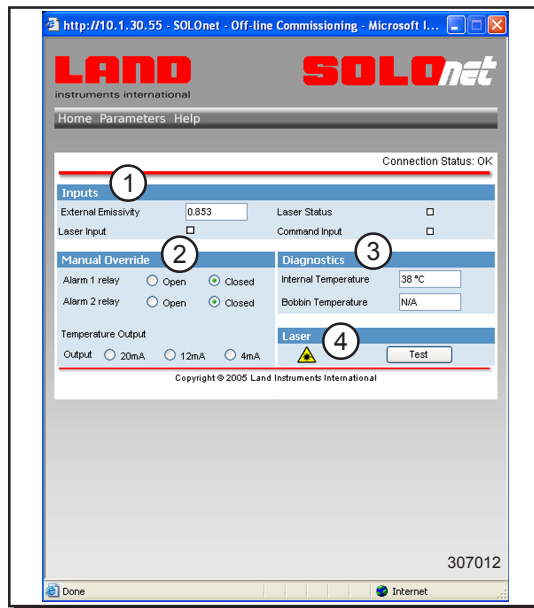 http://10.1.30.55 - SOLOnet - Off-line Commissioning - Microsoft I...
LAND
instruments international
SOLOnet
Home Parameters Help
Connection Status: OK
1
Inputs
External Emissivity 0.853 Laser Status
Laser Input Command Input
2
3
Manual Override Diagnostics
Alarm 1 relay Open Closed Internal Temperature 38 °C
Alarm 2 relay Open Closed Bobbin Temperature N/A
Temperature Output
Laser 4
Output 20mA 12mA 4mA Test
Copyright © 2005 Land Instruments International
307012
Done Internet